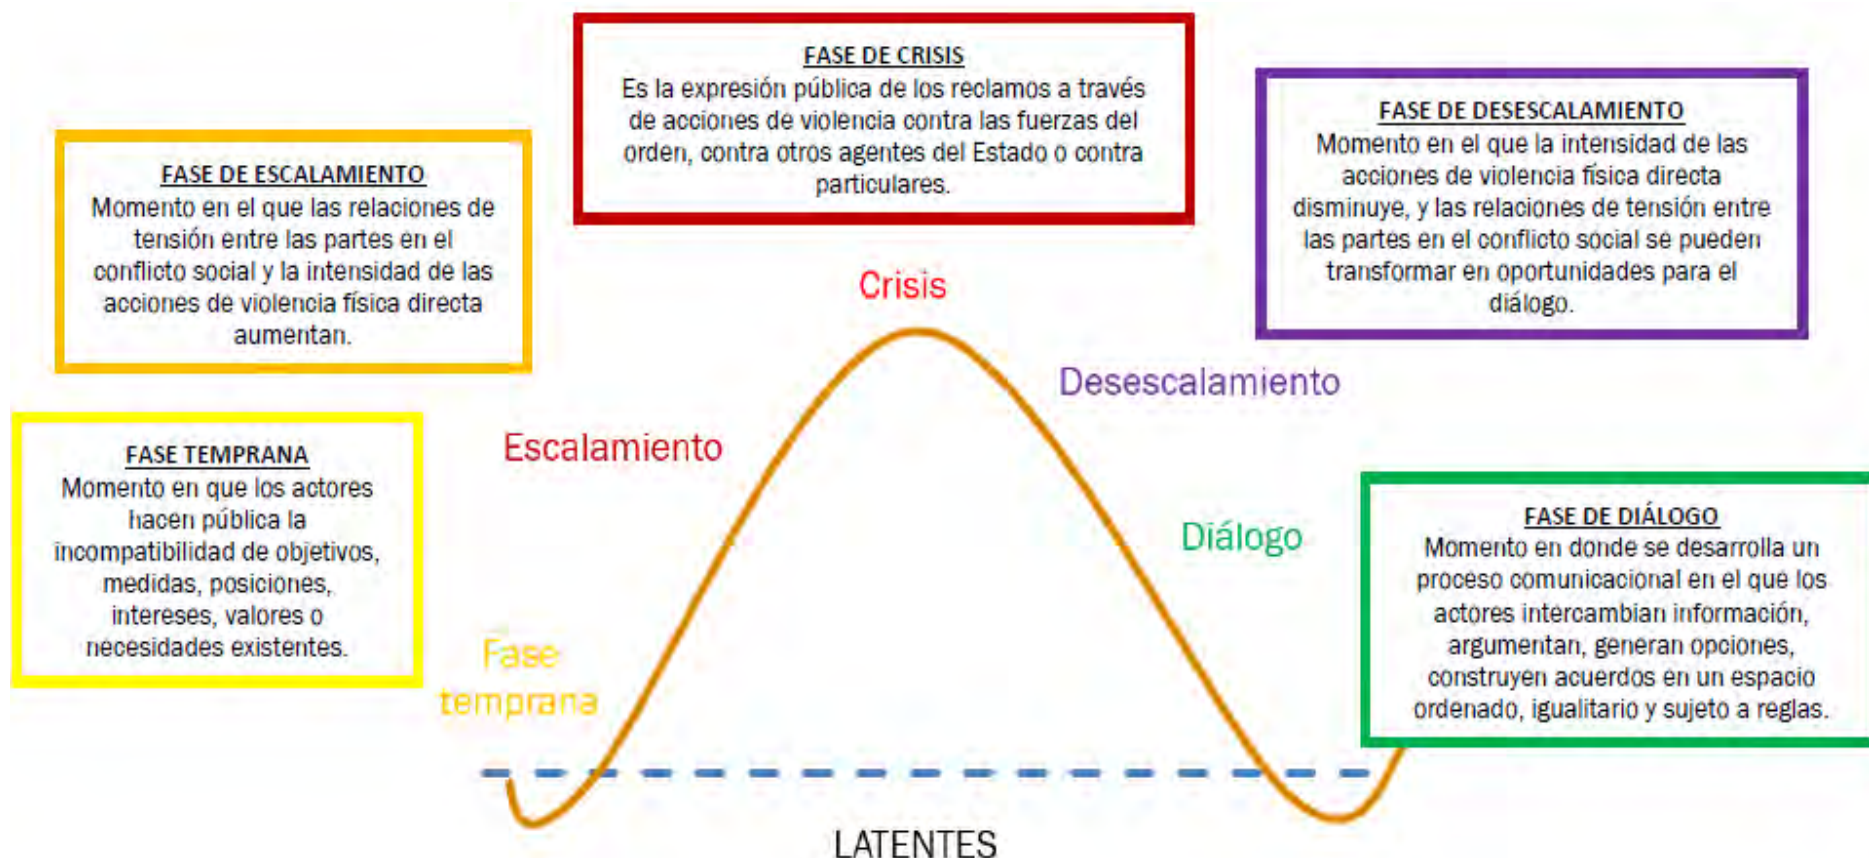 FASE DE CRISIS
Es la expresión pública de los reclamos a través
de acciones de violencia contra las fuerzas del
orden, contra otros agentes del Estado o contra
particulares.
FASE DE DESESCALAMIENTO
Momento en el que la intensidad de las
acciones de violencia física directa
disminuye, y las relaciones de tensión entre
las partes en el conflicto social se pueden
transformar en oportunidades para el
diálogo.
FASE DE ESCALAMIENTO
Momento en el que las relaciones de
tensión entre las partes en el
conflicto social y la intensidad de las
acciones de violencia física directa
aumentan.
Crisis
Desescalamiento
Escalamiento
FASE TEMPRANA
Momento en que los actores
hacen pública la
incompatibilidad de objetivos,
medidas, posiciones,
intereses, valores o
necesidades existentes.
Diálogo
FASE DE DIÁLOGO
Momento en donde se desarrolla un
proceso comunicacional en el que los
actores intercambian información,
argumentan, generan opciones,
construyen acuerdos en un espacio
ordenado, igualitario y sujeto a reglas.
Fase
temprana
LATENTES